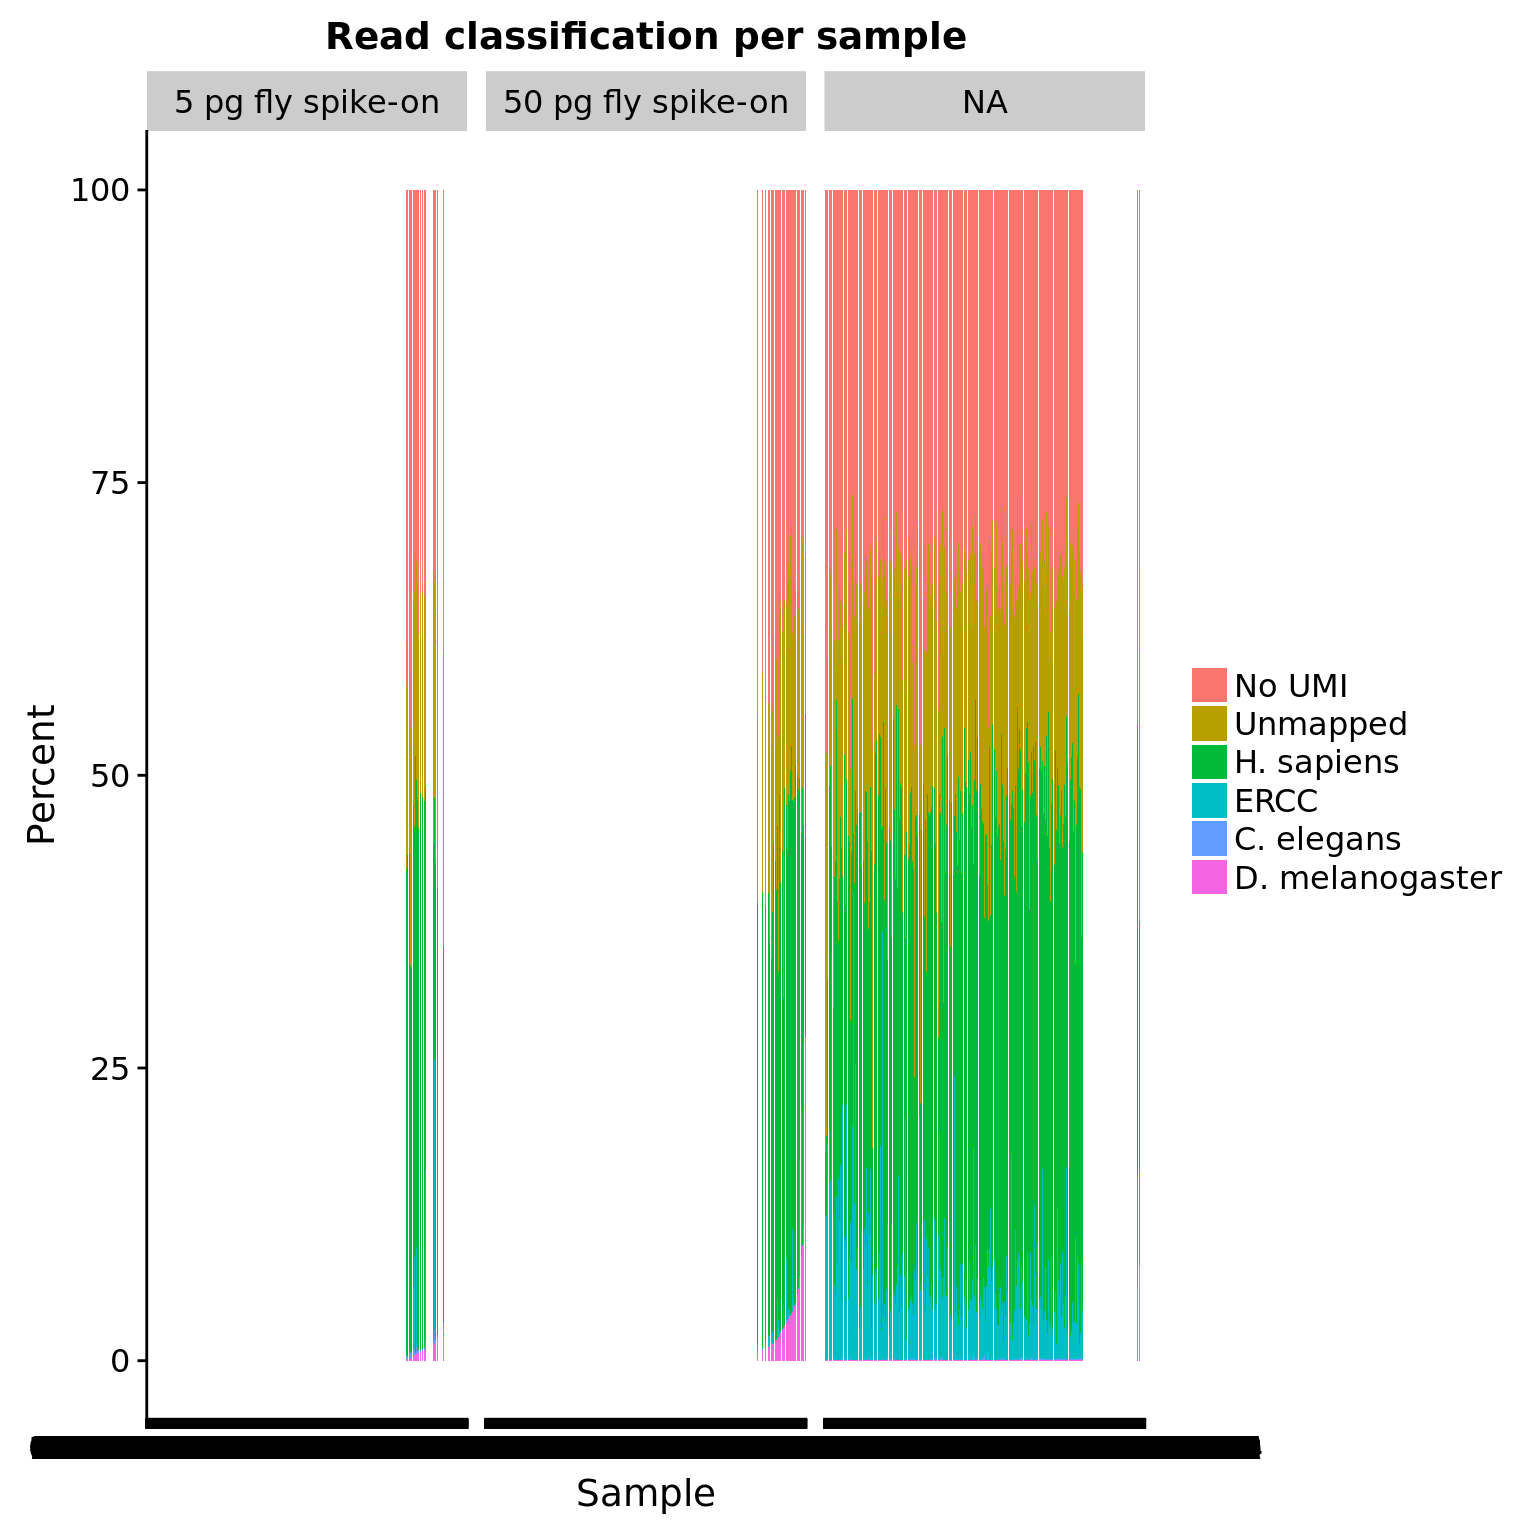 Read classification per sample
5 pg fly spike-on
50 pg fly spike-on
NA
100
75
50
25
0
Percent
No UMI
Unmapped
H. sapiens
ERCC
C. elegans
D. melanogaster
Sample